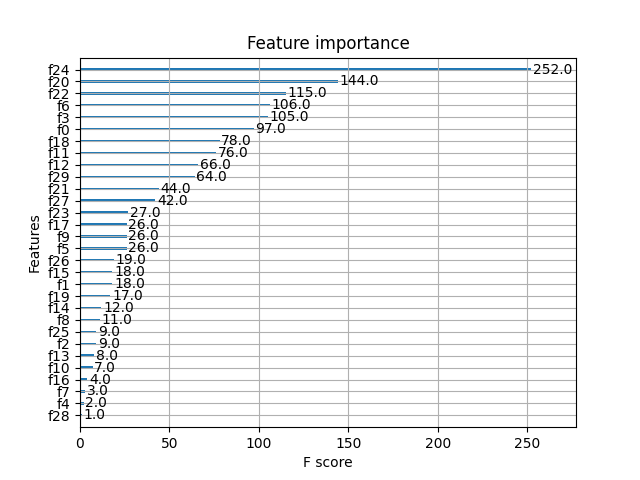 Feature importance
Features
f24 252.0
f20 144.0
f22 115.0
f6 106.0
f3 105.0
f0 97.0
f18 78.0
f11 76.0
f12 66.0
f29 64.0
f21 44.0
f27 42.0
f23 27.0
f17 26.0
f9 26.0
f5 26.0
f26 19.0
f15 18.0
f1 18.0
f19 17.0
f14 12.0
f8 11.0
f25 9.0
f2 9.0
f13 8.0
f10 7.0
f16 4.0
f7 3.0
f4 2.0
f28 1.0
0 50 100 150 200 250
F score